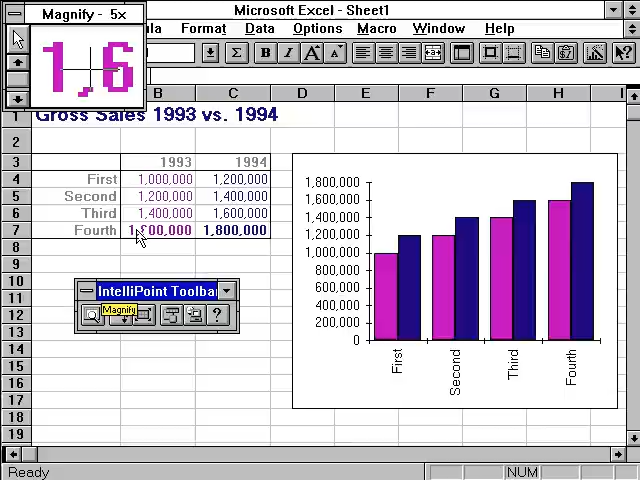 Microsoft Excel - Sheet1
Magnify - 5x
Format Data Options Macro Window Help
1,6
Σ B I A A
B C D E F G H I
1 Gross Sales 1993 vs. 1994
2
3 1993 1994
4 First 1,000,000 1,200,000
5 Second 1,200,000 1,400,000
6 Third 1,400,000 1,600,000
7 Fourth 1,800,000
8
9
10
11
12
13
14
15
16
17
18
19
1,800,000
1,600,000
1,400,000
1,200,000
1,000,000
800,000
600,000
400,000
200,000
0
First
Second
Third
Fourth
IntelliPoint Toolba
Magnify
?
Ready NUM